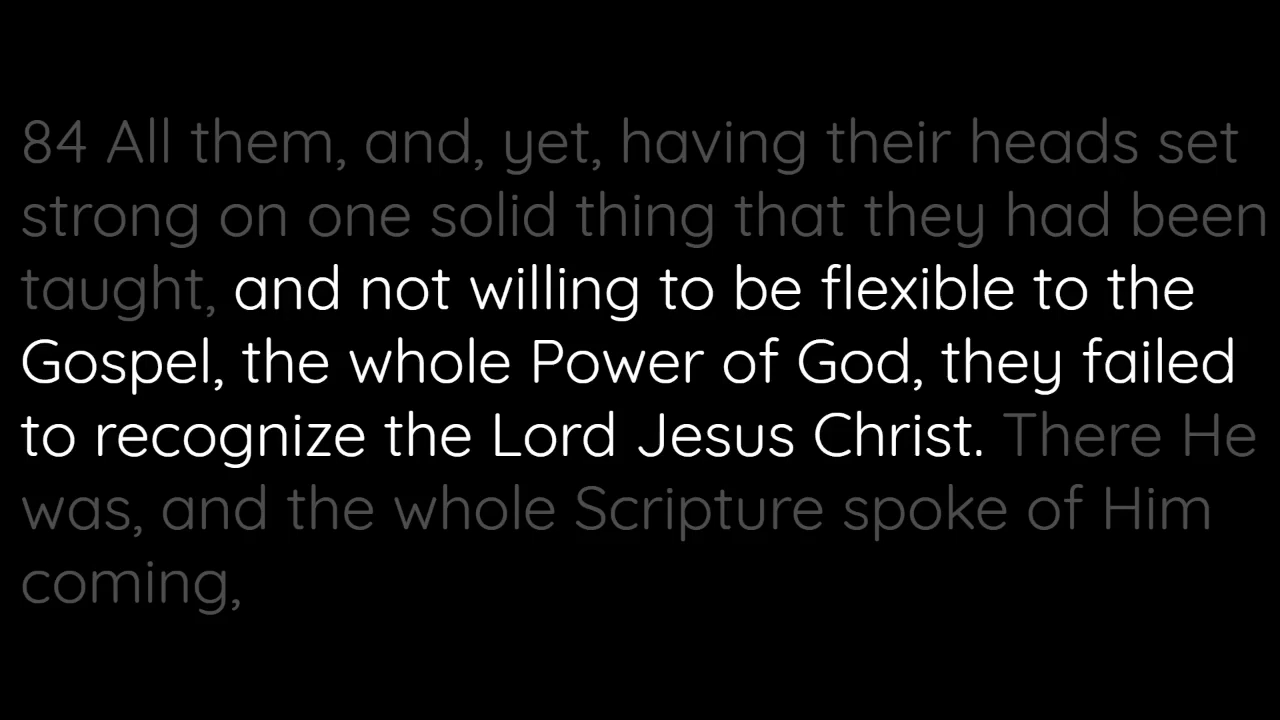 84 All them, and, yet, having their heads set
strong on one solid thing that they had been
taught, and not willing to be flexible to the
Gospel, the whole Power of God, they failed
to recognize the Lord Jesus Christ. There He
was, and the whole Scripture spoke of Him
coming,